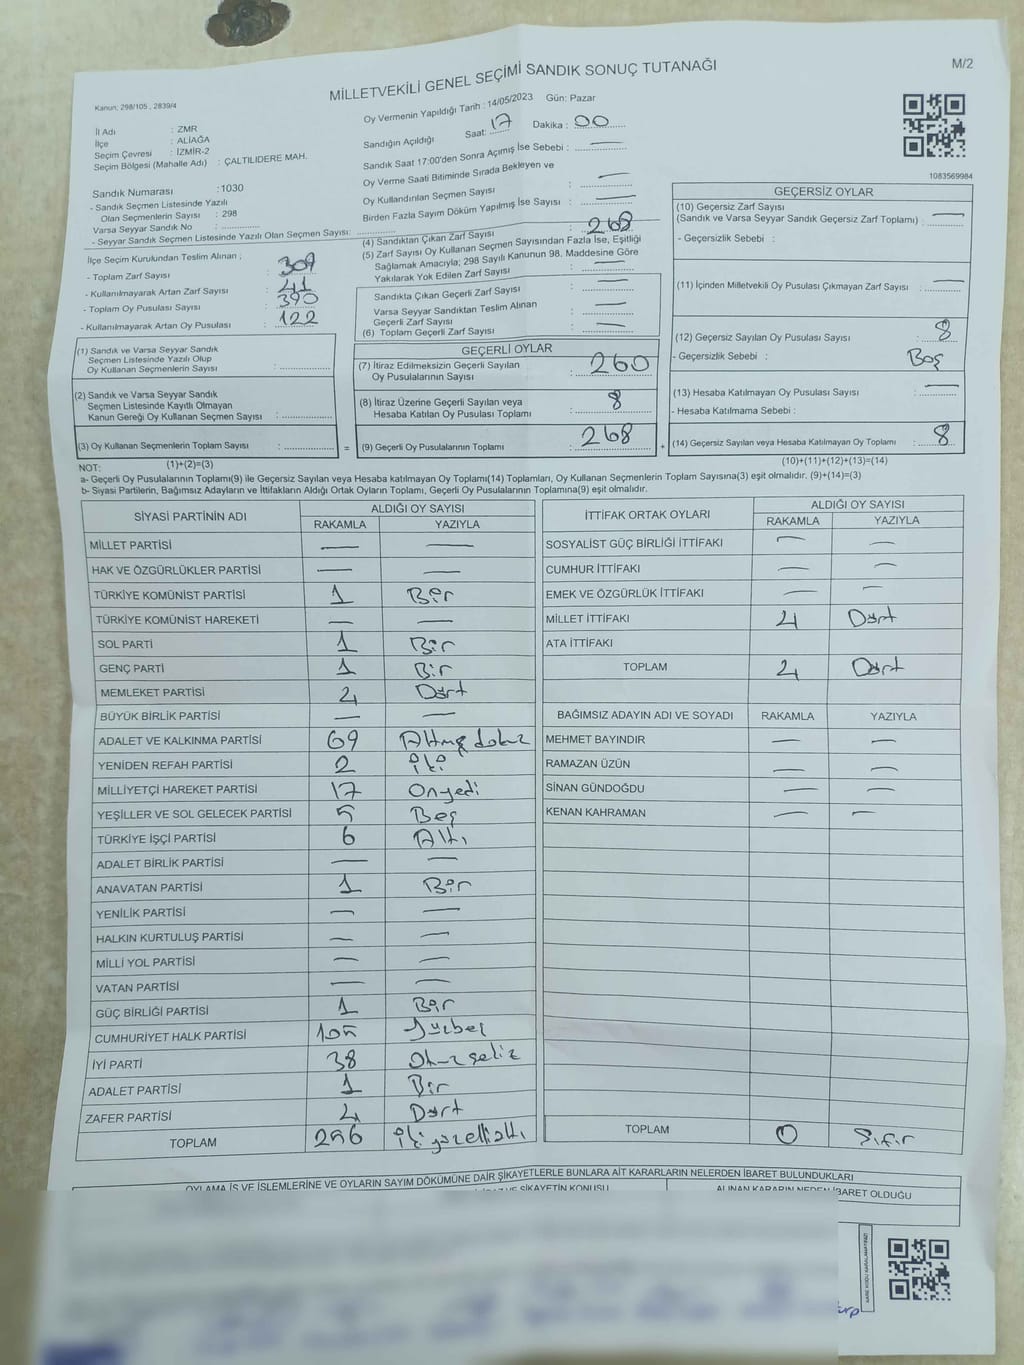 MİLLETVEKİLİ GENEL SEÇİMİ SANDIK SONUÇ TUTANAĞI
M/2
Kanun; 298/105 , 2839/4
Oy Vermenin Yapıldığı Tarih : 14/05/2023 Gün: Pazar
İl Adı : ZMR
İlçe : ALİAĞA
Seçim Çevresi : İZMİR-2
Seçim Bölgesi (Mahalle Adı) : ÇALTILIDERE MAH.
Sandığın Açıldığı Saat: 17 Dakika : 00
Sandık Saat 17:00'den Sonra Açımış İse Sebebi : —
Oy Verme Saati Bitiminde Sırada Bekleyen ve
Oy Kullandırılan Seçmen Sayısı : —
Birden Fazla Sayım Döküm Yapılmış İse Sayısı : —
1083569984
Sandık Numarası : 1030
- Sandık Seçmen Listesinde Yazılı
Olan Seçmenlerin Sayısı : 298
Varsa Seyyar Sandık No :
- Seyyar Sandık Seçmen Listesinde Yazılı Olan Seçmen Sayısı:
İlçe Seçim Kurulundan Teslim Alınan ;
- Toplam Zarf Sayısı : 309
- Kullanılmayarak Artan Zarf Sayısı : 41
- Toplam Oy Pusulası Sayısı : 390
- Kullanılmayarak Artan Oy Pusulası : 122
(4) Sandıktan Çıkan Zarf Sayısı : 268
(5) Zarf Sayısı Oy Kullanan Seçmen Sayısından Fazla İse, Eşitliği
Sağlamak Amacıyla; 298 Sayılı Kanunun 98. Maddesine Göre
Yakılarak Yok Edilen Zarf Sayısı : —
Sandıkta Çıkan Geçerli Zarf Sayısı : —
Varsa Seyyar Sandıktan Teslim Alınan
Geçerli Zarf Sayısı : —
(6) Toplam Geçerli Zarf Sayısı : —
GEÇERSİZ OYLAR
(10) Geçersiz Zarf Sayısı
(Sandık ve Varsa Seyyar Sandık Geçersiz Zarf Toplamı) : —
- Geçersizlik Sebebi :
(11) İçinden Milletvekili Oy Pusulası Çıkmayan Zarf Sayısı : —
(12) Geçersiz Sayılan Oy Pusulası Sayısı : 8
- Geçersizlik Sebebi : Boş
(13) Hesaba Katılmayan Oy Pusulası Sayısı : —
- Hesaba Katılmama Sebebi :
(14) Geçersiz Sayılan veya Hesaba Katılmayan Oy Toplamı : 8
(10)+(11)+(12)+(13)=(14)
(1) Sandık ve Varsa Seyyar Sandık
Seçmen Listesinde Yazılı Olup
Oy Kullanan Seçmenlerin Sayısı :
(2) Sandık ve Varsa Seyyar Sandık
Seçmen Listesinde Kayıtlı Olmayan
Kanun Gereği Oy Kullanan Seçmen Sayısı :
(3) Oy Kullanan Seçmenlerin Toplam Sayısı : =
(1)+(2)=(3)
GEÇERLİ OYLAR
(7) İtiraz Edilmeksizin Geçerli Sayılan
Oy Pusulalarının Sayısı : 260
(8) İtiraz Üzerine Geçerli Sayılan veya
Hesaba Katılan Oy Pusulası Toplamı : 8
(9) Geçerli Oy Pusulalarının Toplamı : 268 +
NOT:
a- Geçerli Oy Pusulalarının Toplamı(9) ile Geçersiz Sayılan veya Hesaba katılmayan Oy Toplamı(14) Toplamları, Oy Kullanan Seçmenlerin Toplam Sayısına(3) eşit olmalıdır. (9)+(14)=(3)
b- Siyasi Partilerin, Bağımsız Adayların ve İttifakların Aldığı Ortak Oyların Toplamı, Geçerli Oy Pusulalarının Toplamına(9) eşit olmalıdır.
SİYASİ PARTİNİN ADI ALDIĞI OY SAYISI
RAKAMLA YAZIYLA
MİLLET PARTİSİ — —
HAK VE ÖZGÜRLÜKLER PARTİSİ — —
TÜRKİYE KOMÜNİST PARTİSİ 1 Bir
TÜRKİYE KOMÜNİST HAREKETİ — —
SOL PARTİ 1 Bir
GENÇ PARTİ 1 Bir
MEMLEKET PARTİSİ 4 Dört
BÜYÜK BİRLİK PARTİSİ — —
ADALET VE KALKINMA PARTİSİ 69 Altmış dokuz
YENİDEN REFAH PARTİSİ 2 İki
MİLLİYETÇİ HAREKET PARTİSİ 17 Onyedi
YEŞİLLER VE SOL GELECEK PARTİSİ 5 Beş
TÜRKİYE İŞÇİ PARTİSİ 6 Altı
ADALET BİRLİK PARTİSİ — —
ANAVATAN PARTİSİ 1 Bir
YENİLİK PARTİSİ — —
HALKIN KURTULUŞ PARTİSİ — —
MİLLİ YOL PARTİSİ — —
VATAN PARTİSİ — —
GÜÇ BİRLİĞİ PARTİSİ 1 Bir
CUMHURİYET HALK PARTİSİ 105 Yüzbeş
İYİ PARTİ 38 Otuz sekiz
ADALET PARTİSİ 1 Bir
ZAFER PARTİSİ 4 Dört
TOPLAM 256 İki yüzelli altı
İTTİFAK ORTAK OYLARI ALDIĞI OY SAYISI
RAKAMLA YAZIYLA
SOSYALİST GÜÇ BİRLİĞİ İTTİFAKI — —
CUMHUR İTTİFAKI — —
EMEK VE ÖZGÜRLÜK İTTİFAKI — —
MİLLET İTTİFAKI 4 Dört
ATA İTTİFAKI
TOPLAM 4 Dört
BAĞIMSIZ ADAYIN ADI VE SOYADI RAKAMLA YAZIYLA
MEHMET BAYINDIR — —
RAMAZAN ÜZÜN — —
SİNAN GÜNDOĞDU — —
KENAN KAHRAMAN — —
TOPLAM 0 Sıfır
OYLAMA İŞ VE İŞLEMLERİNE VE OYLARIN SAYIM DÖKÜMÜNE DAİR ŞİKAYETLERLE BUNLARA AİT KARARLARIN NELERDEN İBARET BULUNDUKLARI
ŞİKAYETİN KONUSU
ALINAN KARARIN NEDEN İBARET OLDUĞU